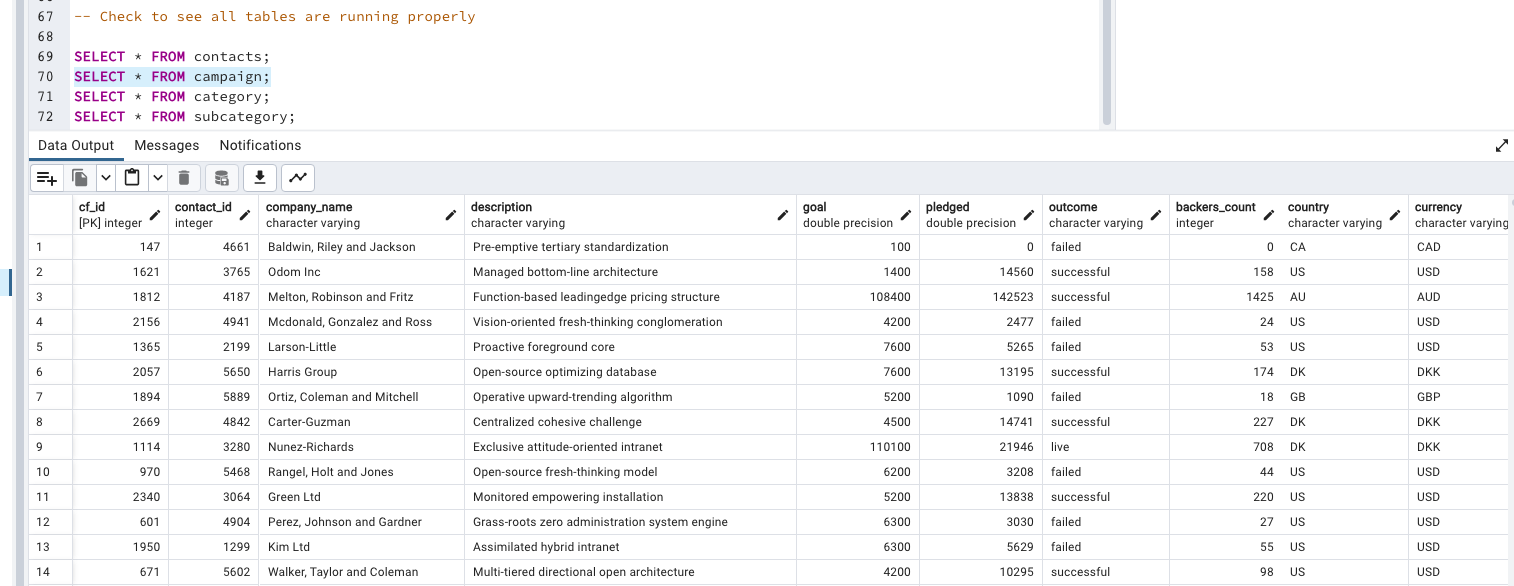 67 -- Check to see all tables are running properly
68
69 SELECT * FROM contacts;
70 SELECT * FROM campaign;
71 SELECT * FROM category;
72 SELECT * FROM subcategory;
Data Output Messages Notifications
cf_id contact_id company_name description goal pledged outcome backers_count country currency
[PK] integer integer character varying character varying double precision double precision character varying integer character varying character varying
1 147 4661 Baldwin, Riley and Jackson Pre-emptive tertiary standardization 100 0 failed 0 CA CAD
2 1621 3765 Odom Inc Managed bottom-line architecture 1400 14560 successful 158 US USD
3 1812 4187 Melton, Robinson and Fritz Function-based leadingedge pricing structure 108400 142523 successful 1425 AU AUD
4 2156 4941 Mcdonald, Gonzalez and Ross Vision-oriented fresh-thinking conglomeration 4200 2477 failed 24 US USD
5 1365 2199 Larson-Little Proactive foreground core 7600 5265 failed 53 US USD
6 2057 5650 Harris Group Open-source optimizing database 7600 13195 successful 174 DK DKK
7 1894 5889 Ortiz, Coleman and Mitchell Operative upward-trending algorithm 5200 1090 failed 18 GB GBP
8 2669 4842 Carter-Guzman Centralized cohesive challenge 4500 14741 successful 227 DK DKK
9 1114 3280 Nunez-Richards Exclusive attitude-oriented intranet 110100 21946 live 708 DK DKK
10 970 5468 Rangel, Holt and Jones Open-source fresh-thinking model 6200 3208 failed 44 US USD
11 2340 3064 Green Ltd Monitored empowering installation 5200 13838 successful 220 US USD
12 601 4904 Perez, Johnson and Gardner Grass-roots zero administration system engine 6300 3030 failed 27 US USD
13 1950 1299 Kim Ltd Assimilated hybrid intranet 6300 5629 failed 55 US USD
14 671 5602 Walker, Taylor and Coleman Multi-tiered directional open architecture 4200 10295 successful 98 US USD